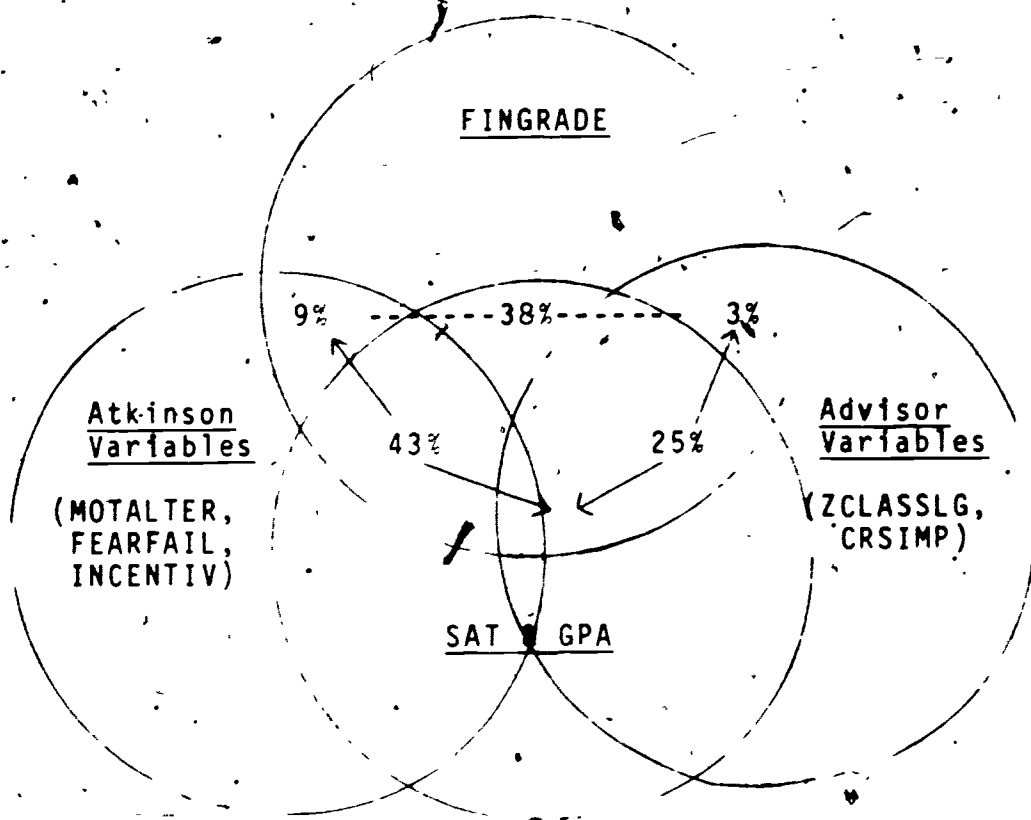 FINGRADE
9% 38% 3%
Atkinson
Variables
43% 25%
Advisor
Variables
(MOTALTER,
FEARFAIL,
INCENTIV)
(ZCLASSLG,
CRSIMP)
SAT GPA